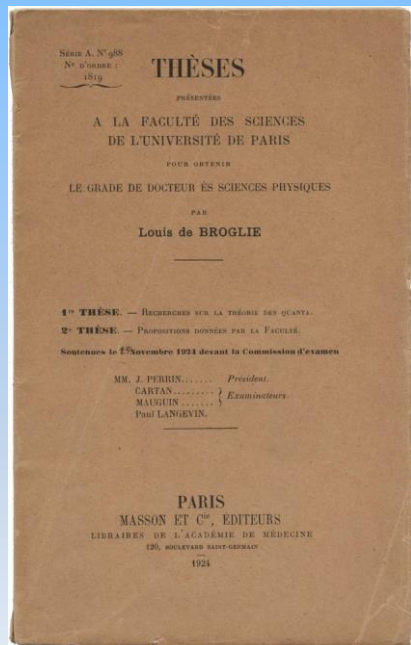 SÉRIE A. Nº 988
Nº D'ORDRE :
1819
THÈSES
PRÉSENTÉES
A LA FACULTÉ DES SCIENCES
DE L'UNIVERSITÉ DE PARIS
POUR OBTENIR
LE GRADE DE DOCTEUR ÈS SCIENCES PHYSIQUES
PAR
Louis de BROGLIE
1re THÈSE. — RECHERCHES SUR LA THÉORIE DES QUANTA.
2e THÈSE. — PROPOSITIONS DONNÉES PAR LA FACULTÉ.
Soutenues le Novembre 1924 devant la Commission d'examen
MM. J. PERRIN...... Président.
CARTAN......... } Examinateurs.
MAUGUIN ....... }
Paul LANGEVIN.
PARIS
MASSON ET Cie, ÉDITEURS
LIBRAIRES DE L'ACADÉMIE DE MÉDECINE
120, BOULEVARD SAINT-GERMAIN
1924